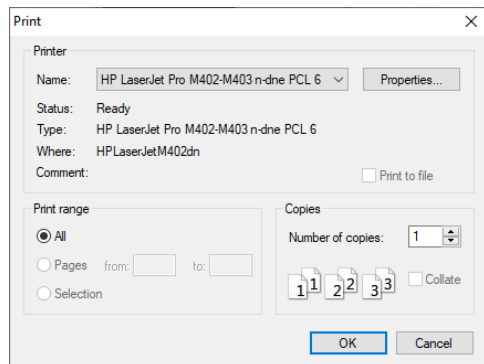 Print
Printer
Name: HP LaserJet Pro M402-M403 n-dne PCL 6 Properties...
Status: Ready
Type: HP LaserJet Pro M402-M403 n-dne PCL 6
Where: HPLaserJetM402dn
Comment: Print to file
Print range
All
Pages from: to:
Selection
Copies
Number of copies: 1
1 1 2 2 3 3 Collate
OK Cancel